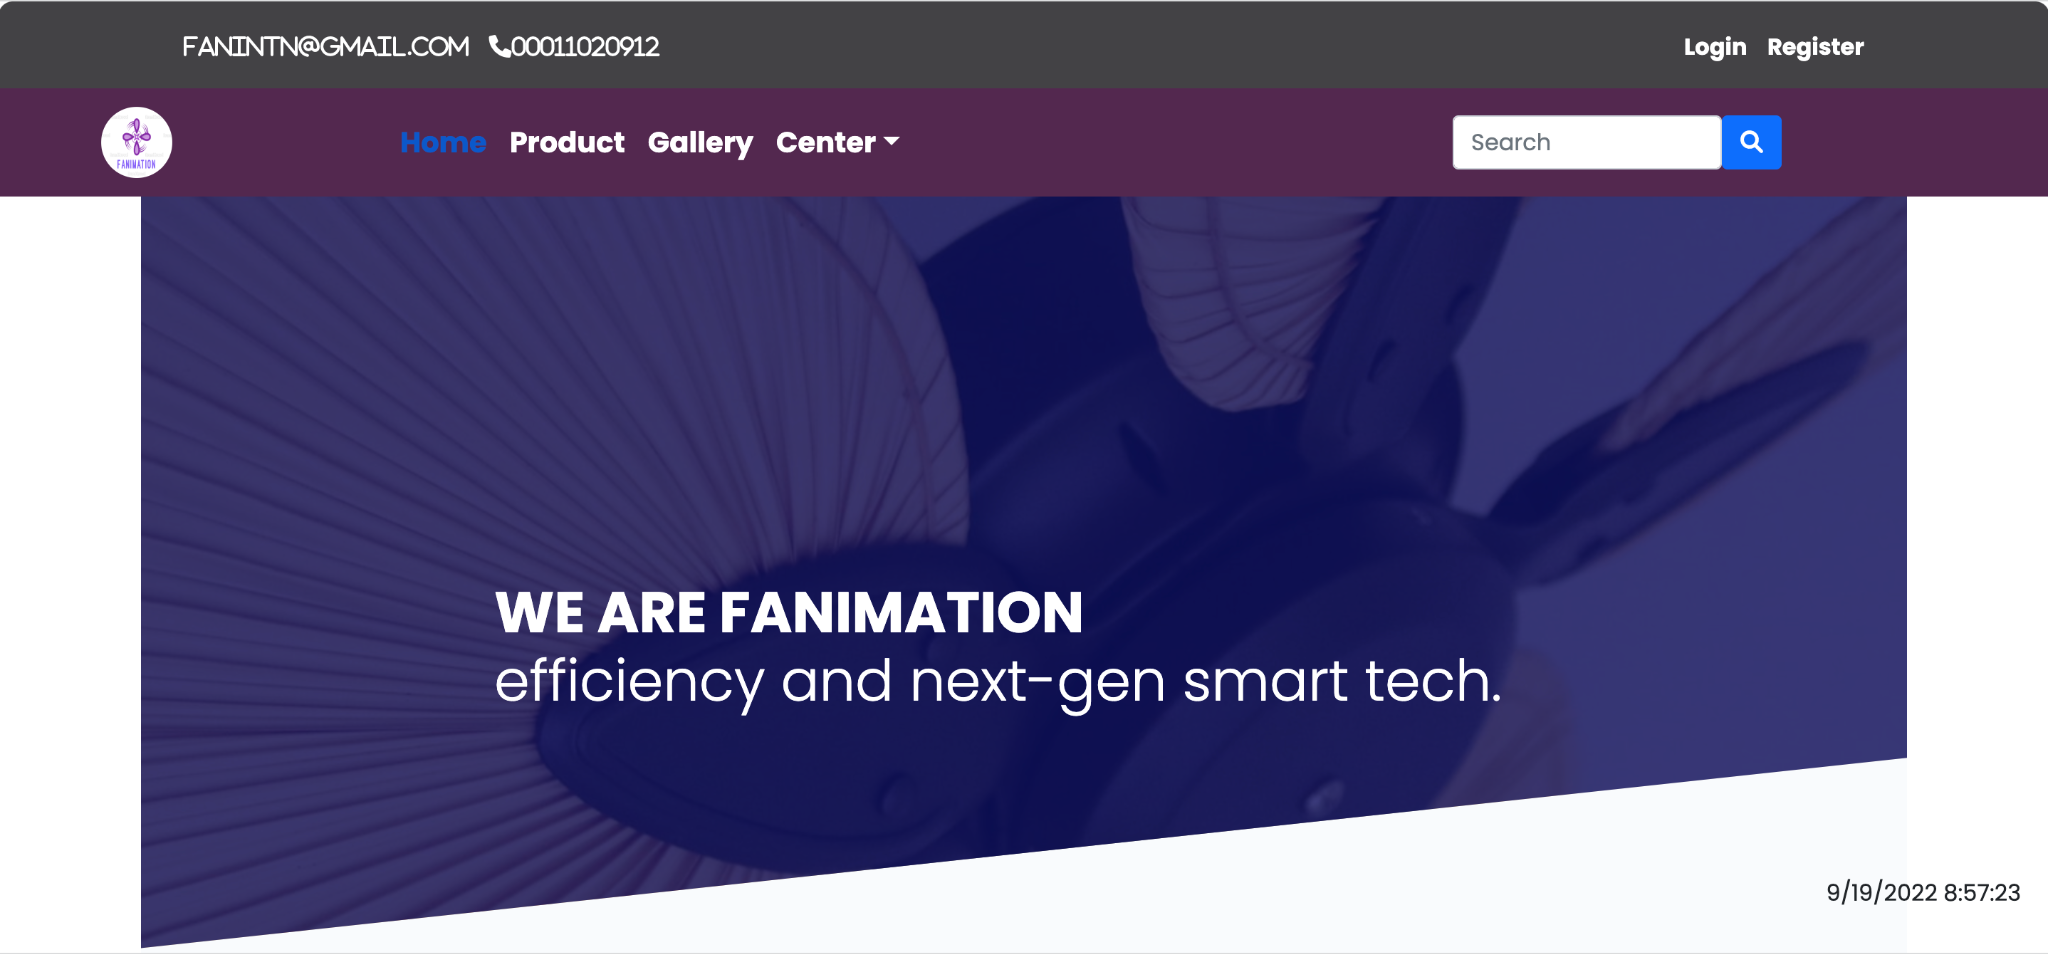 FANINTN@GMAIL.COM 00011020912
Login Register
FANIMATION
Home Product Gallery Center
Search
WE ARE FANIMATION
efficiency and next-gen smart tech.
9/19/2022 8:57:23